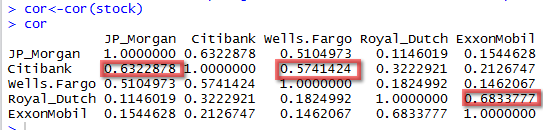 > cor<-cor(stock)
> cor
JP_Morgan Citibank Wells.Fargo Royal_Dutch ExxonMobil
JP_Morgan 1.0000000 0.6322878 0.5104973 0.1146019 0.1544628
Citibank 0.6322878 1.0000000 0.5741424 0.3222921 0.2126747
Wells.Fargo 0.5104973 0.5741424 1.0000000 0.1824992 0.1462067
Royal_Dutch 0.1146019 0.3222921 0.1824992 1.0000000 0.6833777
ExxonMobil 0.1544628 0.2126747 0.1462067 0.6833777 1.0000000
>